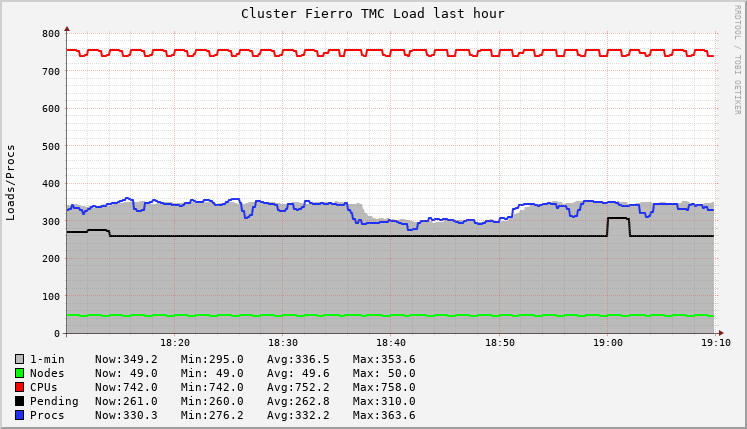 Cluster Fierro TMC Load last hour
RRDTOOL / TOBI OETIKER
Loads/Procs
800
700
600
500
400
300
200
100
0
18:20 18:30 18:40 18:50 19:00 19:10
1-min Now:349.2 Min:295.0 Avg:336.5 Max:353.6
Nodes Now: 49.0 Min: 49.0 Avg: 49.6 Max: 50.0
CPUs Now:742.0 Min:742.0 Avg:752.2 Max:758.0
Pending Now:261.0 Min:260.0 Avg:262.8 Max:310.0
Procs Now:330.3 Min:276.2 Avg:332.2 Max:363.6